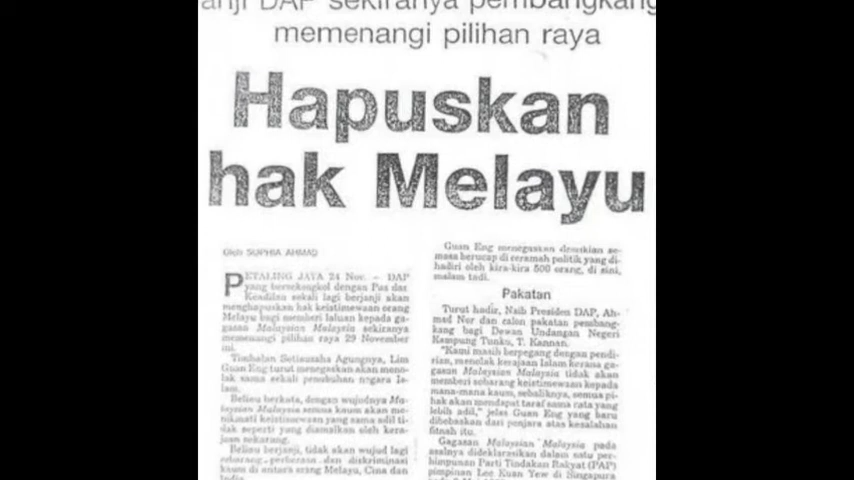 anji DAP sekiranya pembangkang
memenangi pilihan raya
Hapuskan
hak Melayu
Oleh SUPHIA AHMAD
PETALING JAYA 24 Nov. — DAP
yang bersekongkol dengan Pas dan
Keadilan sekali lagi berjanji akan
menghapuskan hak keistimewaan orang
Melayu bagi memberi laluan kepada ga-
gasan Malaysian Malaysia sekiranya
memenangi pilihan raya 29 November
ini.
Timbalan Setiausaha Agungnya, Lim
Guan Eng turut menegaskan akan meno-
lak sama sekali penubuhan negara Is-
lam.
Beliau berkata, dengan wujudnya Ma-
laysian Malaysia semua kaum akan me-
nikmati keistimewaan yang sama adil ti-
dak seperti yang diamalkan oleh kera-
jaan sekarang.
Beliau berjanji, tidak akan wujud lagi
sebarang perbezaan dan diskriminasi
kaum di antara orang Melayu, Cina dan
India
Guan Eng menegaskan demikian se-
masa berucap di ceramah politik yang di-
hadiri oleh kira-kira 500 orang, di sini,
malam tadi.
Pakatan
Turut hadir, Naib Presiden DAP, Ah-
mad Nor dan calon pakatan pembang-
kang bagi Dewan Undangan Negeri
Kampung Tunku, T. Kannan.
"Kami masih berpegang dengan pendi-
rian, menolak kerajaan Islam kerana ga-
gasan Malaysian Malaysia tidak akan
memberi sebarang keistimewaan kepada
mana-mana kaum, sebaliknya, semua pi-
hak akan mendapat taraf sama rata yang
lebih adil," jelas Guan Eng yang baru
dibebaskan dari penjara atas kesalahan
fitnah itu.
Gagasan Malaysian Malaysia pada
asalnya dideklarasikan dalam satu per-
himpunan Parti Tindakan Rakyat (PAP)
pimpinan Lee Kuan Yew di Singapura